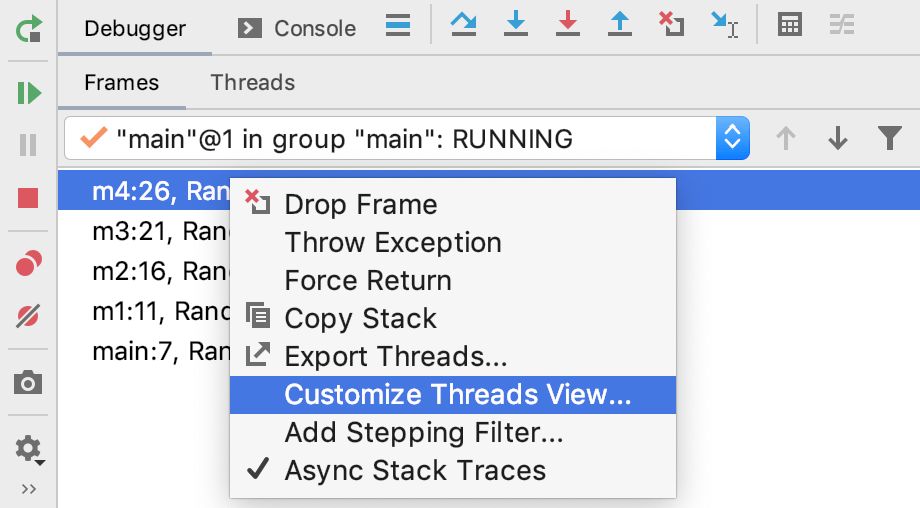 Debugger Console
Frames Threads
"main"@1 in group "main": RUNNING
m4:26, Ran
m3:21, Ran
m2:16, Ran
m1:11, Rand
main:7, Ran
Drop Frame
Throw Exception
Force Return
Copy Stack
Export Threads...
Customize Threads View...
Add Stepping Filter...
Async Stack Traces